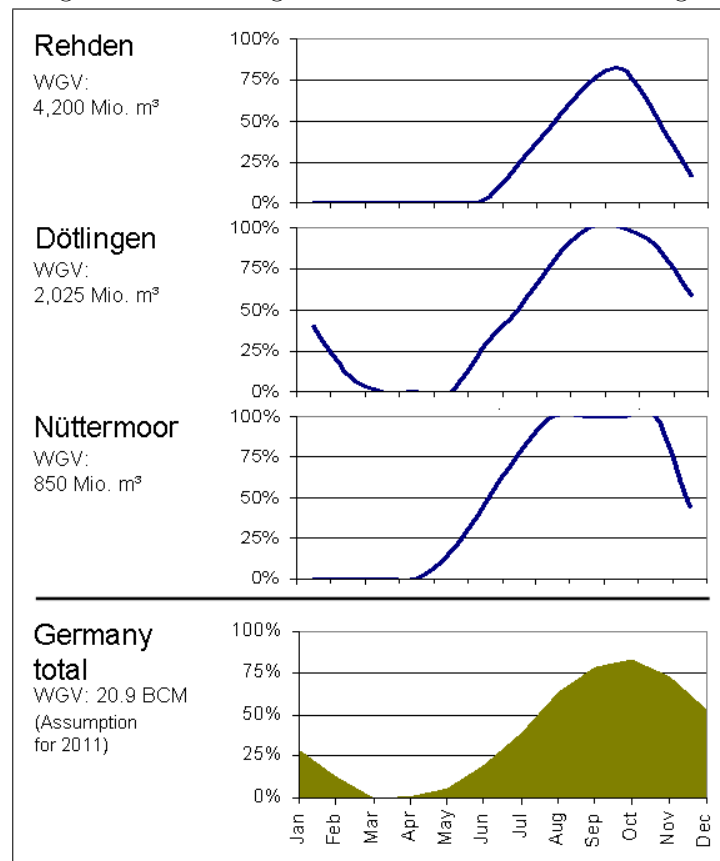 Rehden
WGV:
4,200 Mio. m³
100%
75%
50%
25%
0%
Dötlingen
WGV:
2,025 Mio. m³
100%
75%
50%
25%
0%
Nüttermoor
WGV:
850 Mio. m³
100%
75%
50%
25%
0%
Germany
total
WGV: 20.9 BCM
(Assumption
for 2011)
100%
75%
50%
25%
0%
Jan Feb Mar Apr May Jun Jul Aug Sep Oct Nov Dec